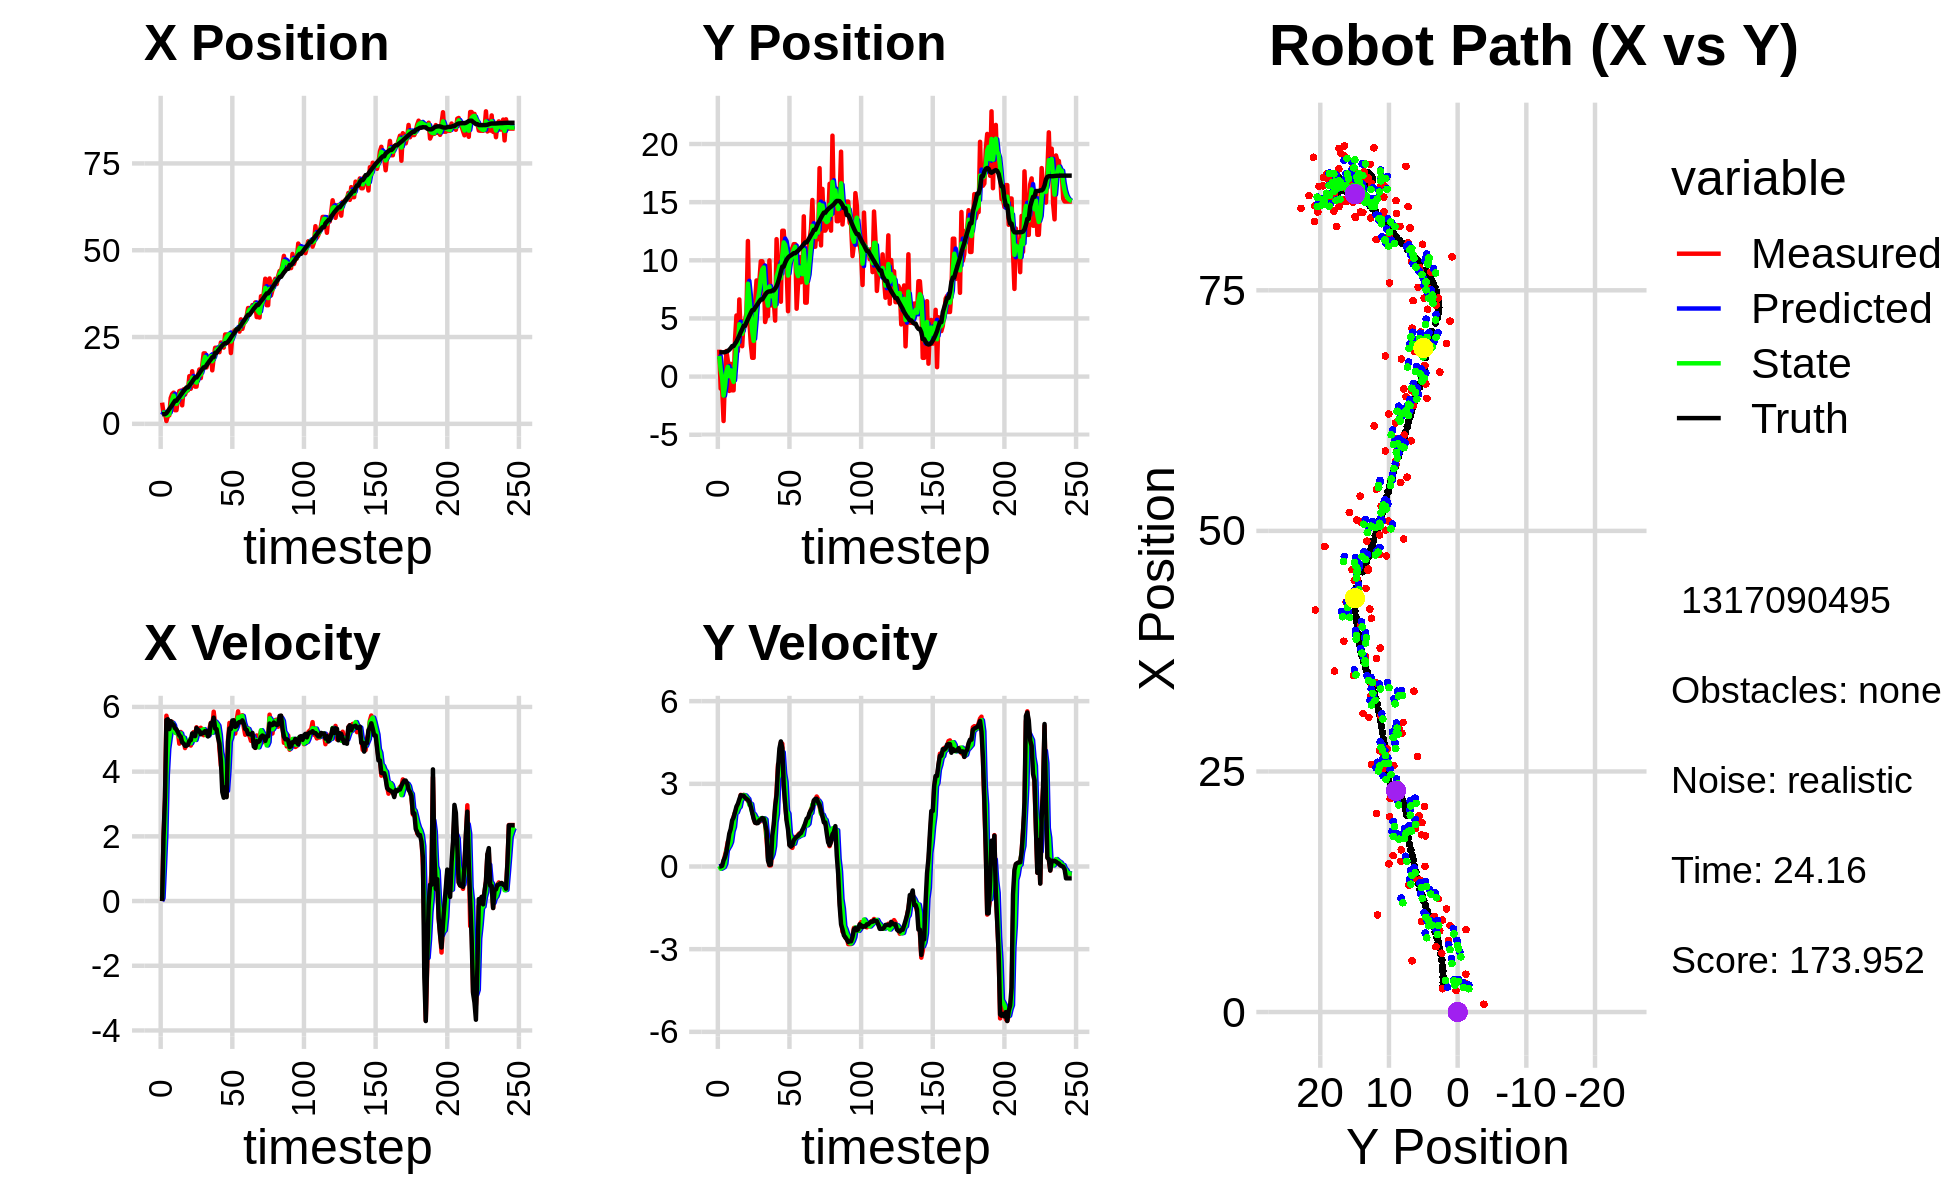 X Position
75
50
25
0
0 50 100 150 200 250
timestep
Y Position
20
15
10
5
0
-5
0 50 100 150 200 250
timestep
X Velocity
6
4
2
0
-2
-4
0 50 100 150 200 250
timestep
Y Velocity
6
3
0
-3
-6
0 50 100 150 200 250
timestep
Robot Path (X vs Y)
X Position
75
50
25
0
20 10 0 -10 -20
Y Position
variable
Measured
Predicted
State
Truth
1317090495
Obstacles: none
Noise: realistic
Time: 24.16
Score: 173.952